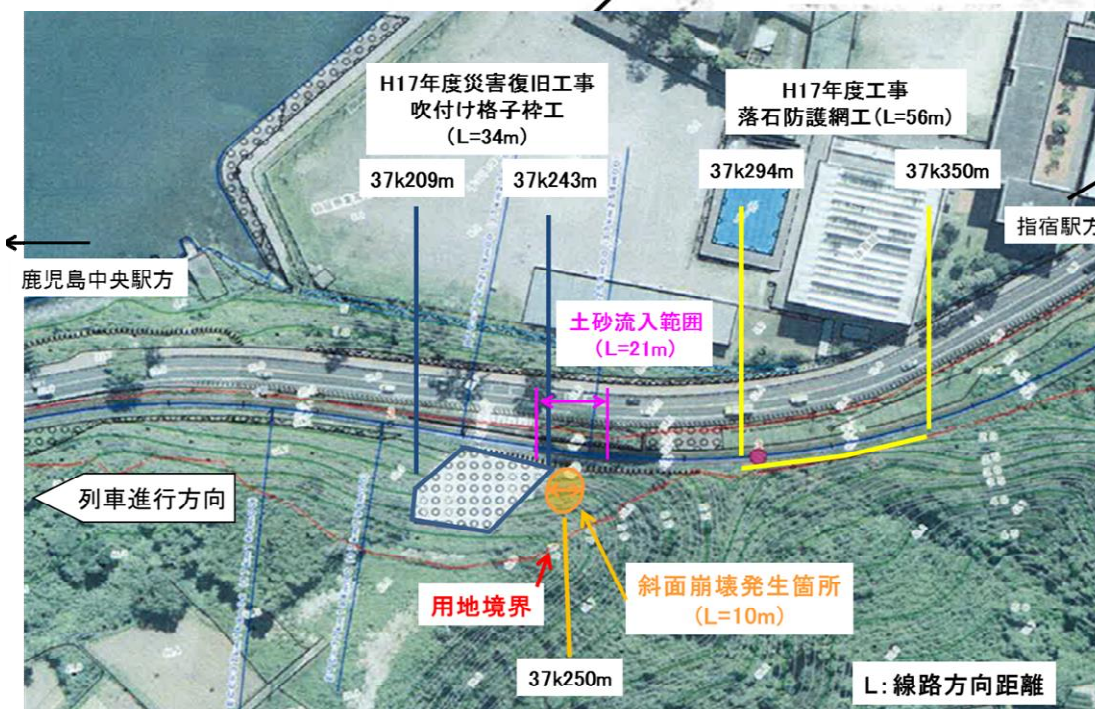 H17年度災害復旧工事
吹付け格子枠工
(L=34m)
H17年度工事
落石防護網工(L=56m)
37k209m
37k243m
37k294m
37k350m
指宿駅方
鹿児島中央駅方
土砂流入範囲
(L=21m)
列車進行方向
用地境界
斜面崩壊発生箇所
(L=10m)
37k250m
L:線路方向距離